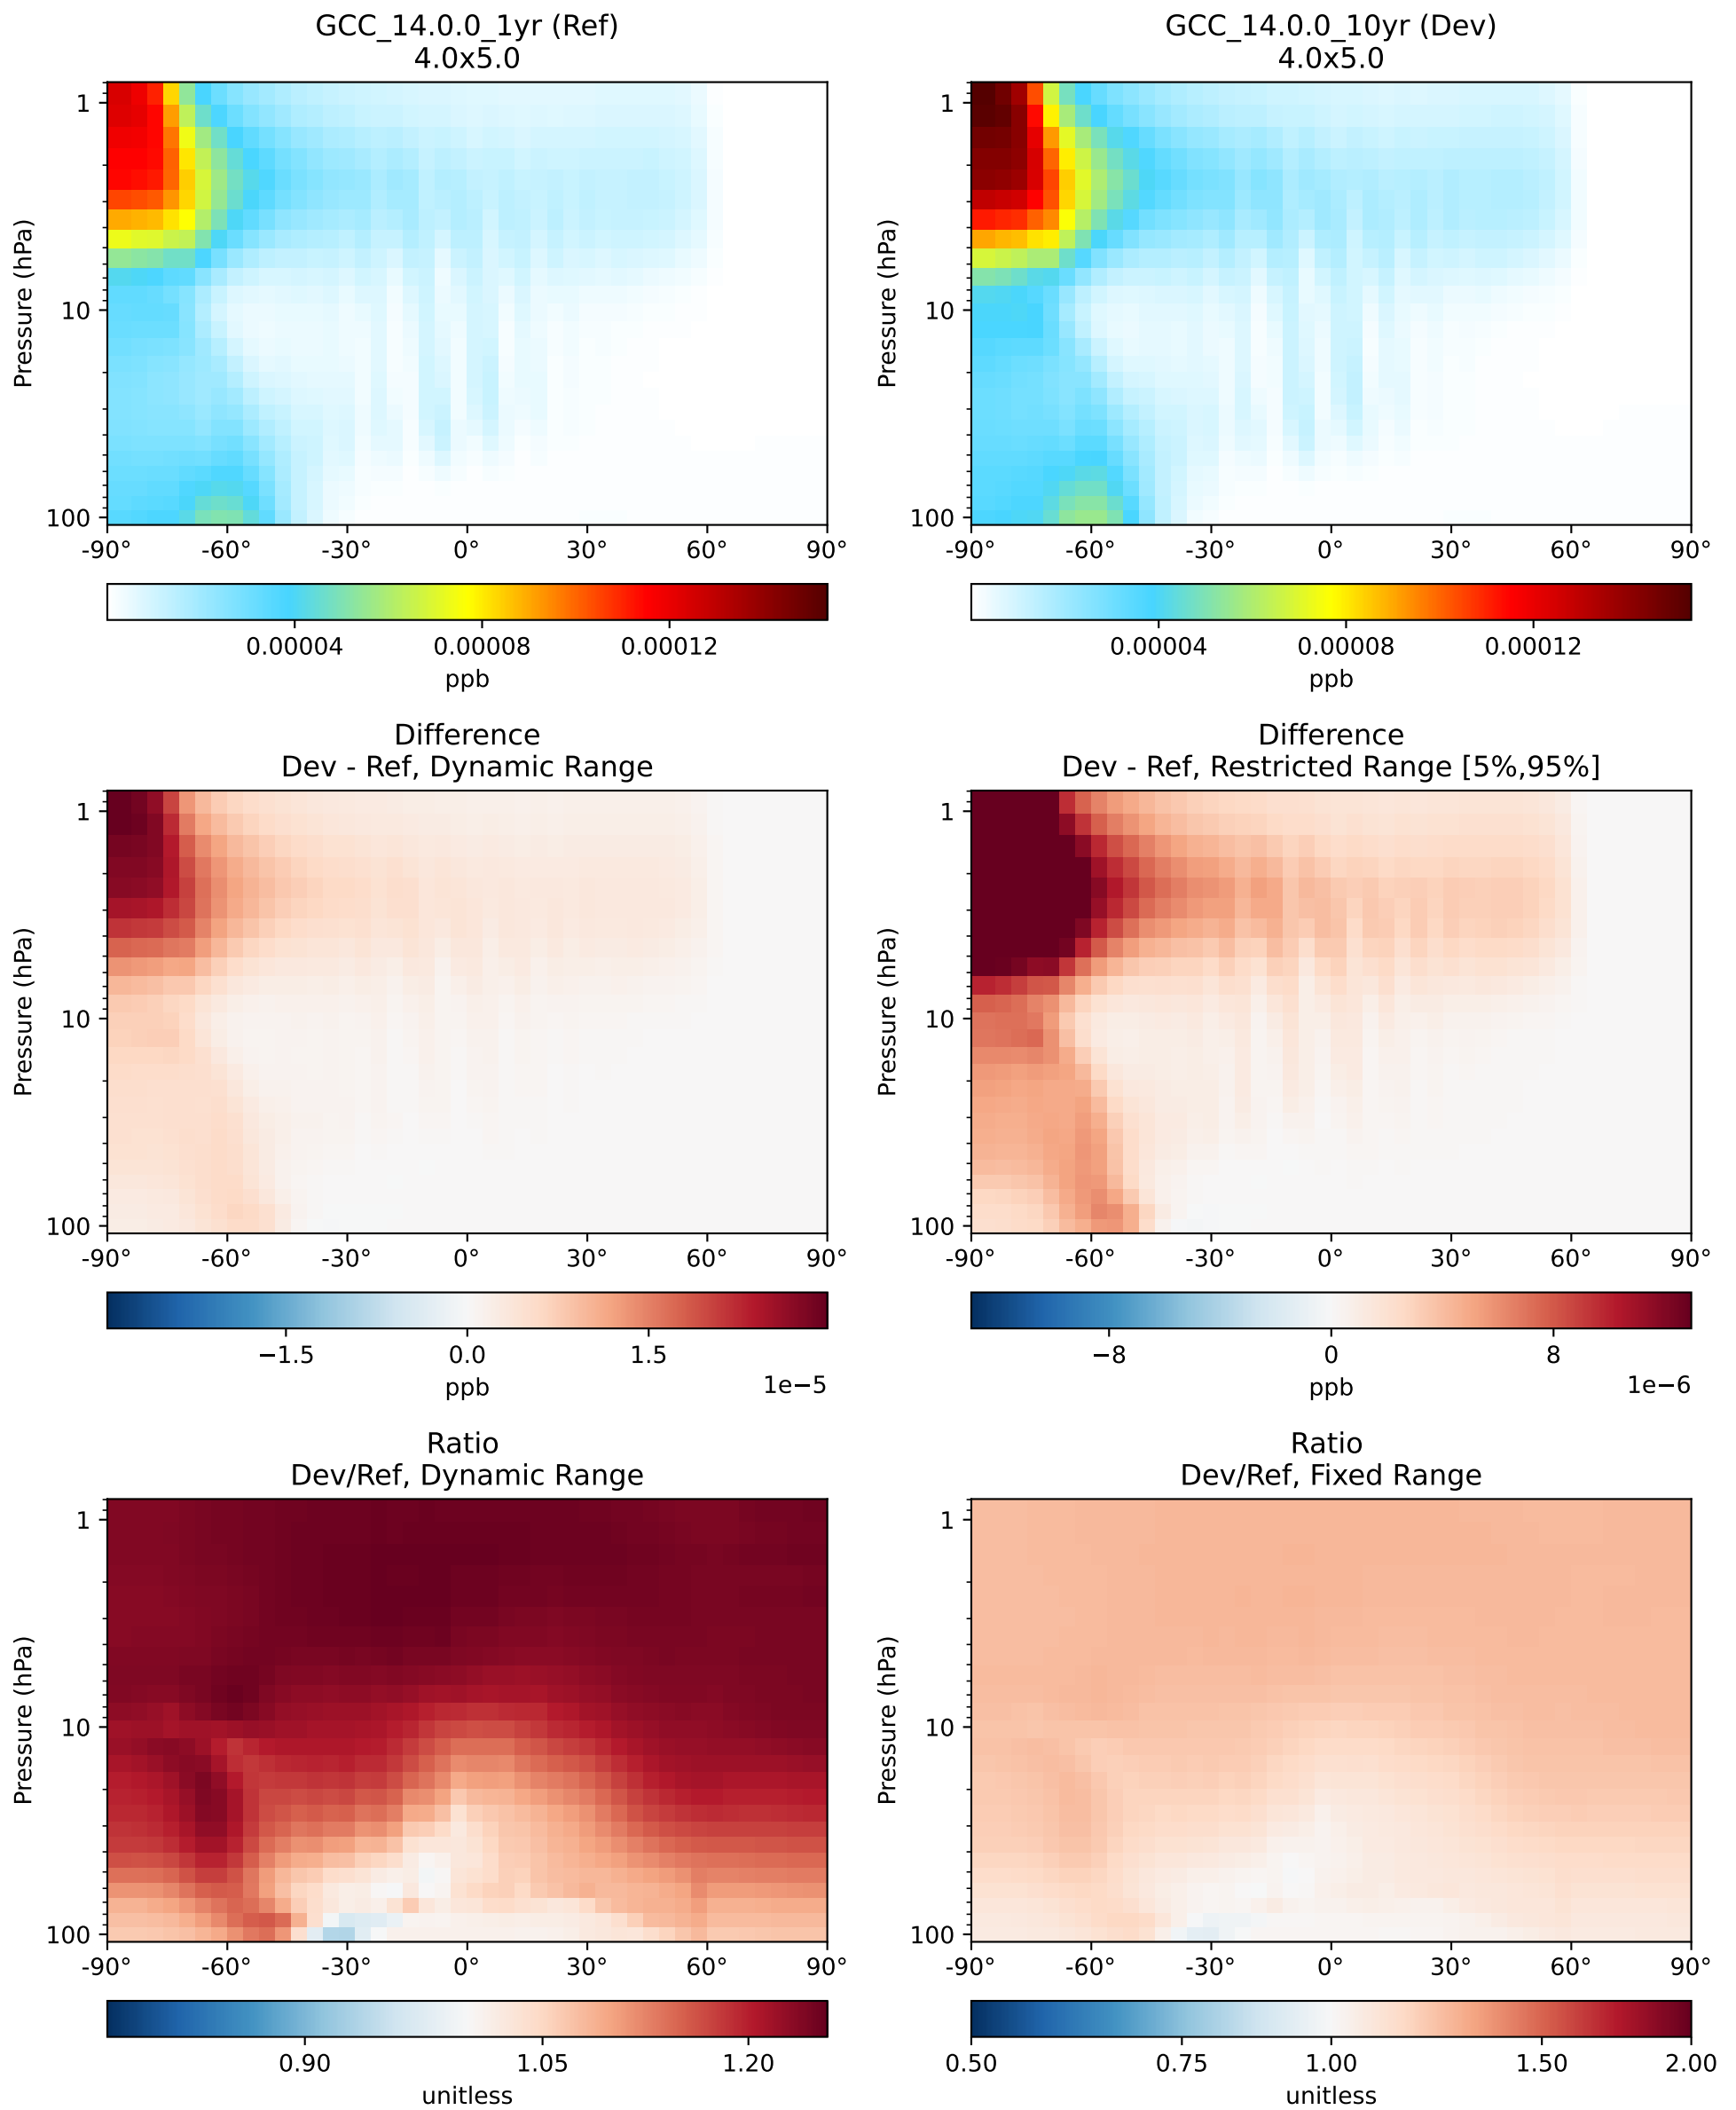 GCC_14.0.0_1yr (Ref)
4.0x5.0
Pressure (hPa)
1
10
100
-90° -60° -30° 0° 30° 60° 90°
0.00004 0.00008 0.00012
ppb
GCC_14.0.0_10yr (Dev)
4.0x5.0
Pressure (hPa)
1
10
100
-90° -60° -30° 0° 30° 60° 90°
0.00004 0.00008 0.00012
ppb
Difference
Dev - Ref, Dynamic Range
Pressure (hPa)
1
10
100
-90° -60° -30° 0° 30° 60° 90°
−1.5 0.0 1.5
ppb
1e−5
Difference
Dev - Ref, Restricted Range [5%,95%]
Pressure (hPa)
1
10
100
-90° -60° -30° 0° 30° 60° 90°
−8 0 8
ppb
1e−6
Ratio
Dev/Ref, Dynamic Range
Pressure (hPa)
1
10
100
-90° -60° -30° 0° 30° 60° 90°
0.90 1.05 1.20
unitless
Ratio
Dev/Ref, Fixed Range
Pressure (hPa)
1
10
100
-90° -60° -30° 0° 30° 60° 90°
0.50 0.75 1.00 1.50 2.00
unitless